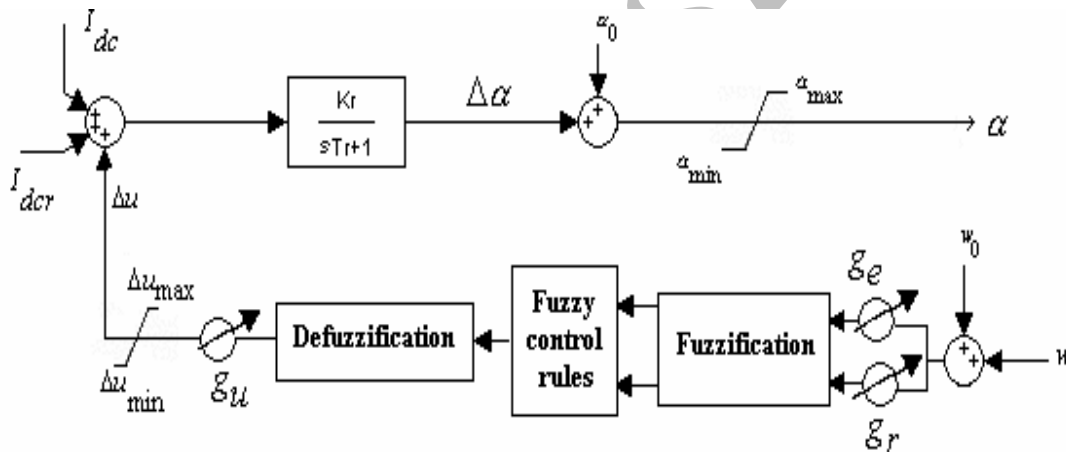 I_dc
α_0
Kr
sTr+1
Δα
+
+
+
+
+
α_max
α
α_min
I_dcr
Δu
w_0
g_e
Δu_max
Defuzzification
Fuzzy
control
rules
Fuzzification
+
+
w
Δu_min
g_u
g_r